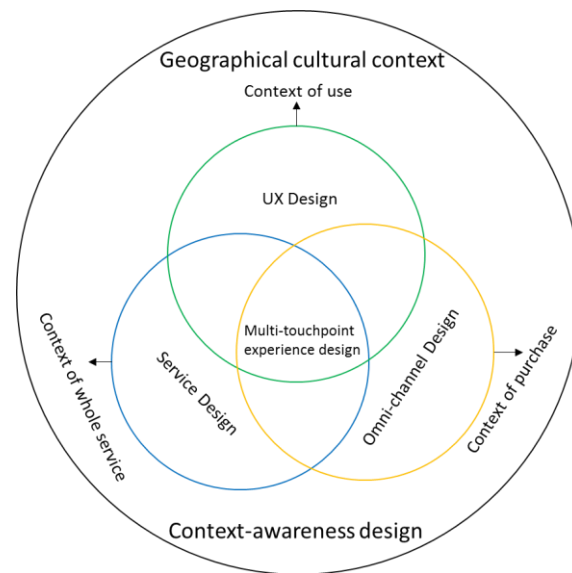 Geographical cultural context
Context of use
UX Design
Multi-touchpoint
experience design
Context of whole service
Service Design
Omni-channel Design
Context of purchase
Context-awareness design